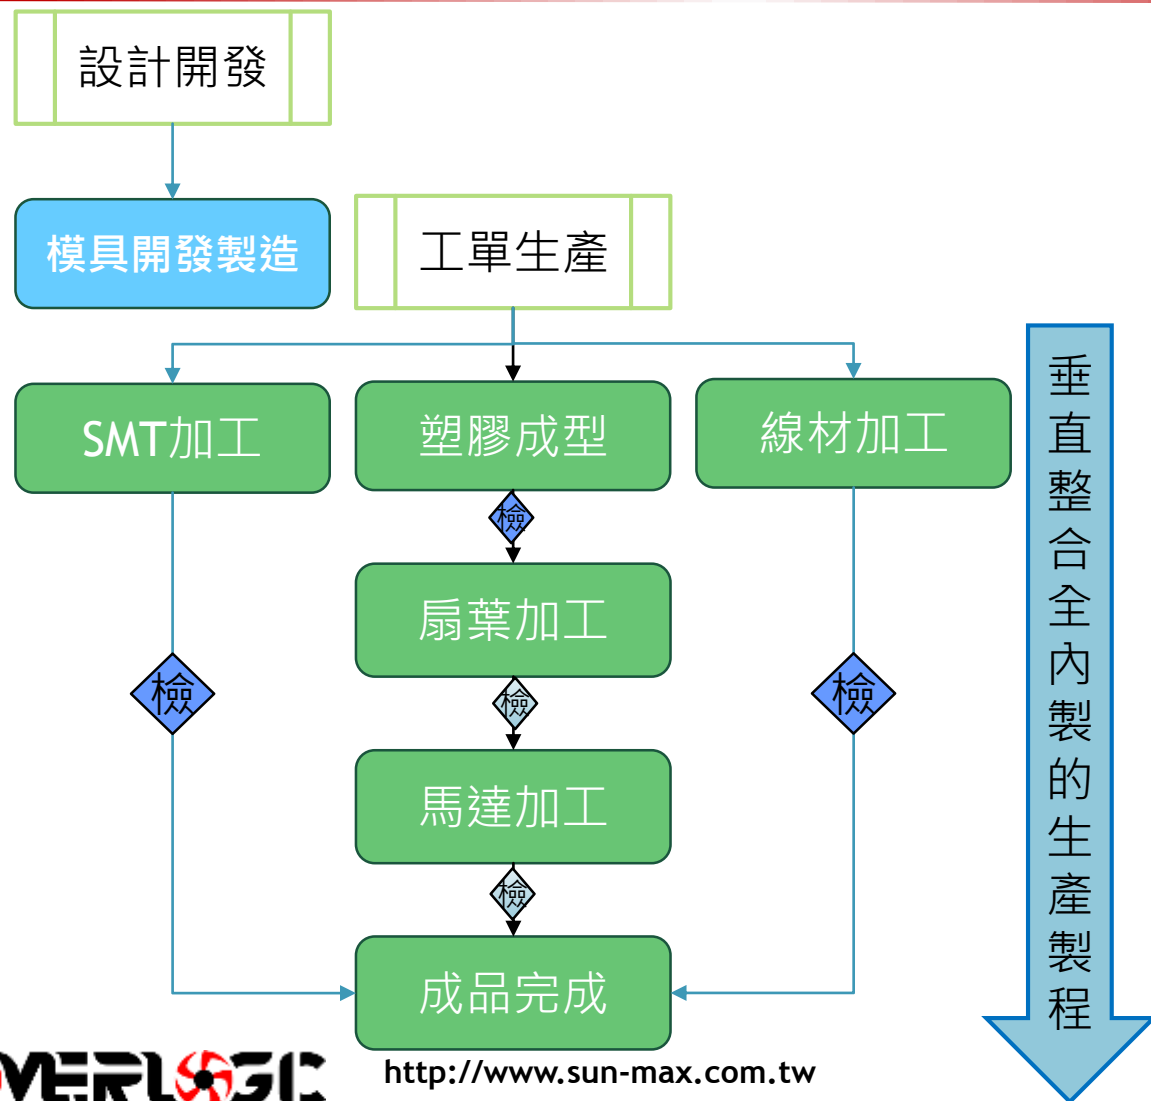 設計開發
模具開發製造
工單生產
SMT加工
塑膠成型
線材加工
檢
扇葉加工
檢
檢
檢
馬達加工
檢
成品完成
垂直整合全內製的生產製程
http://www.sun-max.com.tw